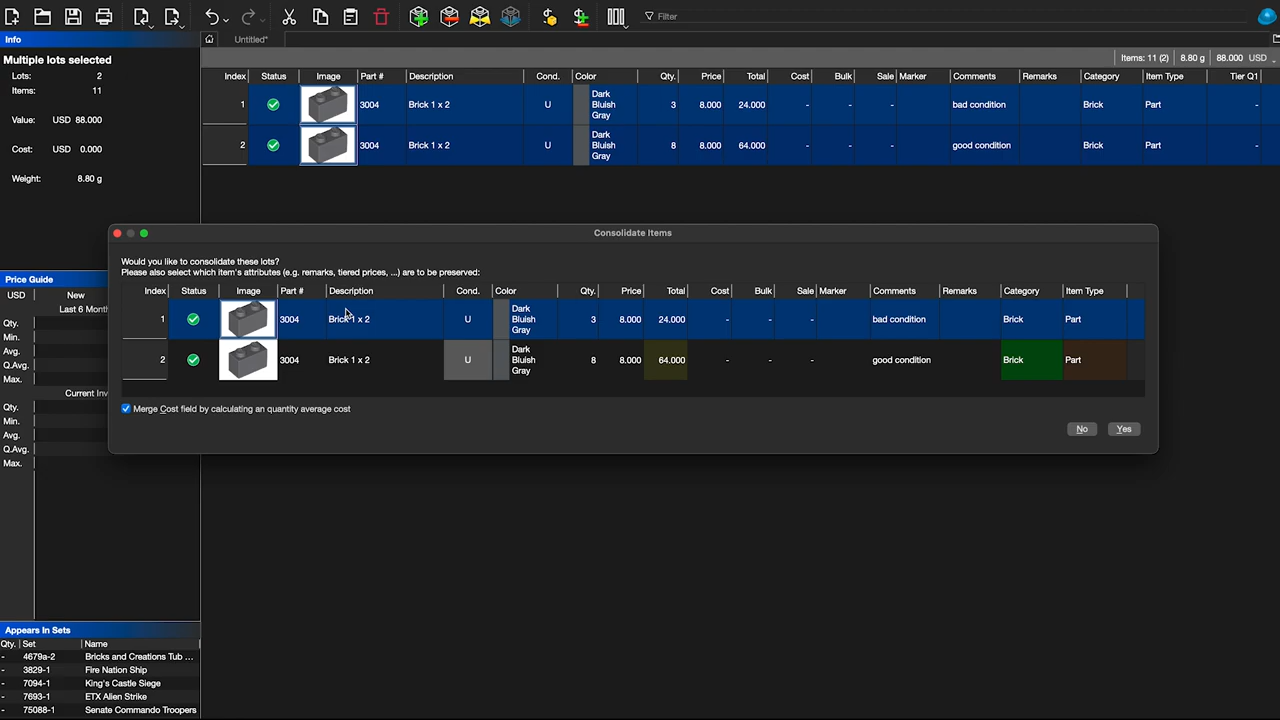 Filter
Info
Untitled*
Multiple lots selected
Lots: 2
Items: 11
Value: USD 88.000
Cost: USD 0.000
Weight: 8.80 g
Items: 11 (2) 8.80 g 88.000 USD
Index Status Image Part # Description Cond. Color Qty. Price Total Cost Bulk Sale Marker Comments Remarks Category Item Type Tier Q1
1 3004 Brick 1 x 2 U Dark Bluish Gray 3 8.000 24.000 - - - bad condition Brick Part -
2 3004 Brick 1 x 2 U Dark Bluish Gray 8 8.000 64.000 - - - good condition Brick Part -
Consolidate Items
Would you like to consolidate these lots?
Please also select which item's attributes (e.g. remarks, tiered prices, ...) are to be preserved:
Index Status Image Part # Description Cond. Color Qty. Price Total Cost Bulk Sale Marker Comments Remarks Category Item Type
1 3004 Brick 1 x 2 U Dark Bluish Gray 3 8.000 24.000 - - - bad condition Brick Part
2 3004 Brick 1 x 2 U Dark Bluish Gray 8 8.000 64.000 - - - good condition Brick Part
Merge Cost field by calculating an quantity average cost
No Yes
Price Guide
USD New
Last 6 Month
Qty.
Min.
Avg.
Q.Avg.
Max.
Current Inv
Qty.
Min.
Avg.
Q.Avg.
Max.
Appears In Sets
Qty. Set Name
- 4679a-2 Bricks and Creations Tub ...
- 3829-1 Fire Nation Ship
- 7094-1 King's Castle Siege
- 7693-1 ETX Alien Strike
- 75088-1 Senate Commando Troopers